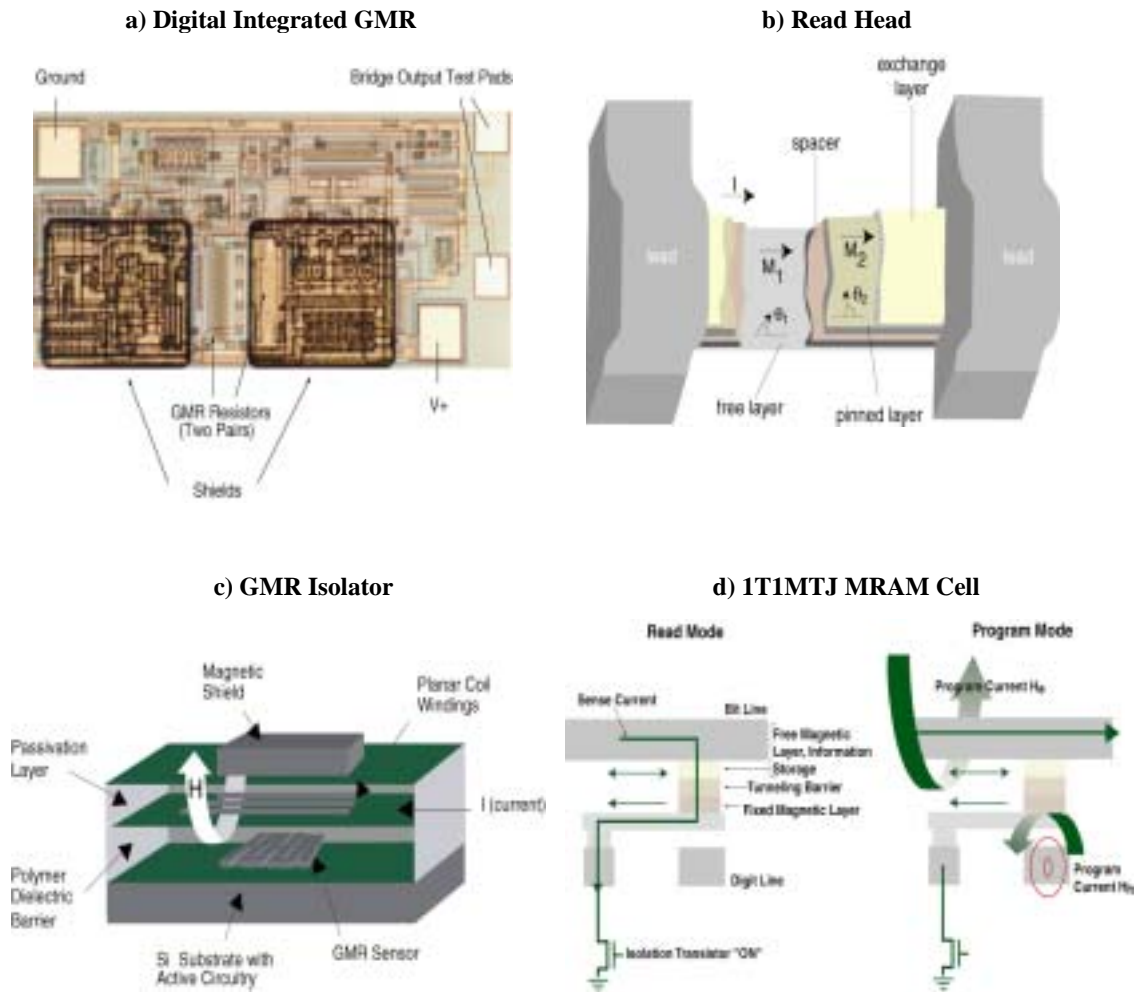 a) Digital Integrated GMR
Ground
Bridge Output Test Pads
GMR Resistors
(Two Pairs)
V+
Shields
b) Read Head
exchange
layer
spacer
I
lead
M1
M2
θ1
θ2
lead
free layer
pinned layer
c) GMR Isolator
Magnetic
Shield
Planar Coil
Windings
Passivation
Layer
H
I (current)
Polymer
Dielectric
Barrier
Si Substrate with
Active Circuitry
GMR Sensor
d) 1T1MTJ MRAM Cell
Read Mode
Sense Current
Bit Line
Free Magnetic
Layer, Information
Storage
Tunneling Barrier
Fixed Magnetic Layer
Digit Line
Isolation Transistor "ON"
Program Mode
Program Current
Program
Current